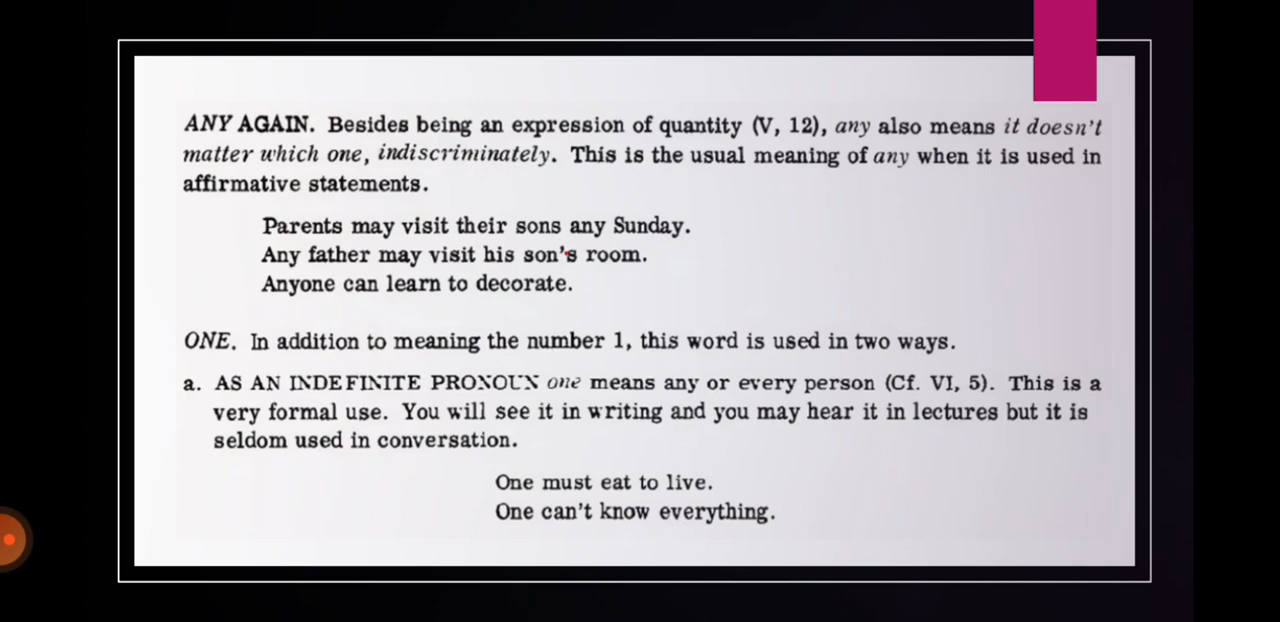 ANY AGAIN. Besides being an expression of quantity (V, 12), any also means it doesn't
matter which one, indiscriminately. This is the usual meaning of any when it is used in
affirmative statements.
Parents may visit their sons any Sunday.
Any father may visit his son's room.
Anyone can learn to decorate.
ONE. In addition to meaning the number 1, this word is used in two ways.
a. AS AN INDEFINITE PRONOUN one means any or every person (Cf. VI, 5). This is a
very formal use. You will see it in writing and you may hear it in lectures but it is
seldom used in conversation.
One must eat to live.
One can't know everything.